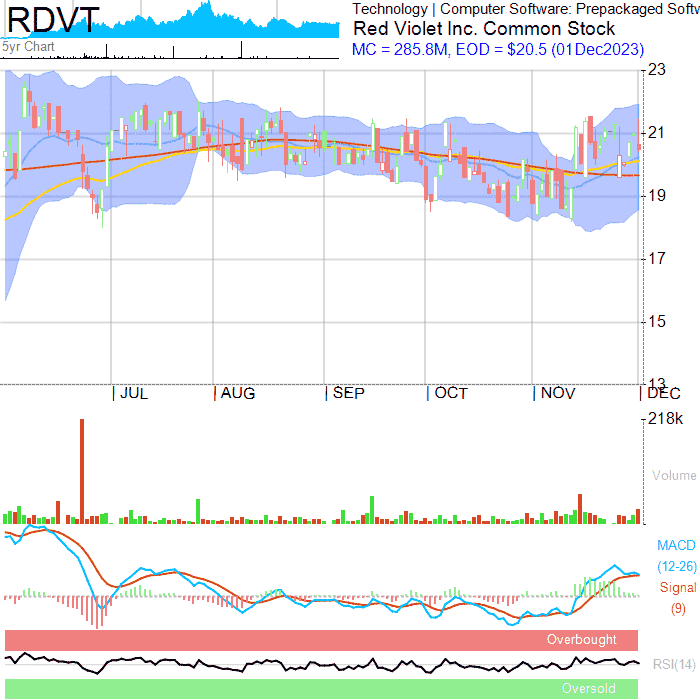 RDVT
5yr Chart
Technology | Computer Software: Prepackaged Softw
Red Violet Inc. Common Stock
MC = 285.8M, EOD = $20.5 (01Dec2023)
23
21
19
17
15
13
JUL
AUG
SEP
OCT
NOV
DEC
218k
Volume
MACD
(12-26)
Signal
(9)
Overbought
RSI(14)
Oversold